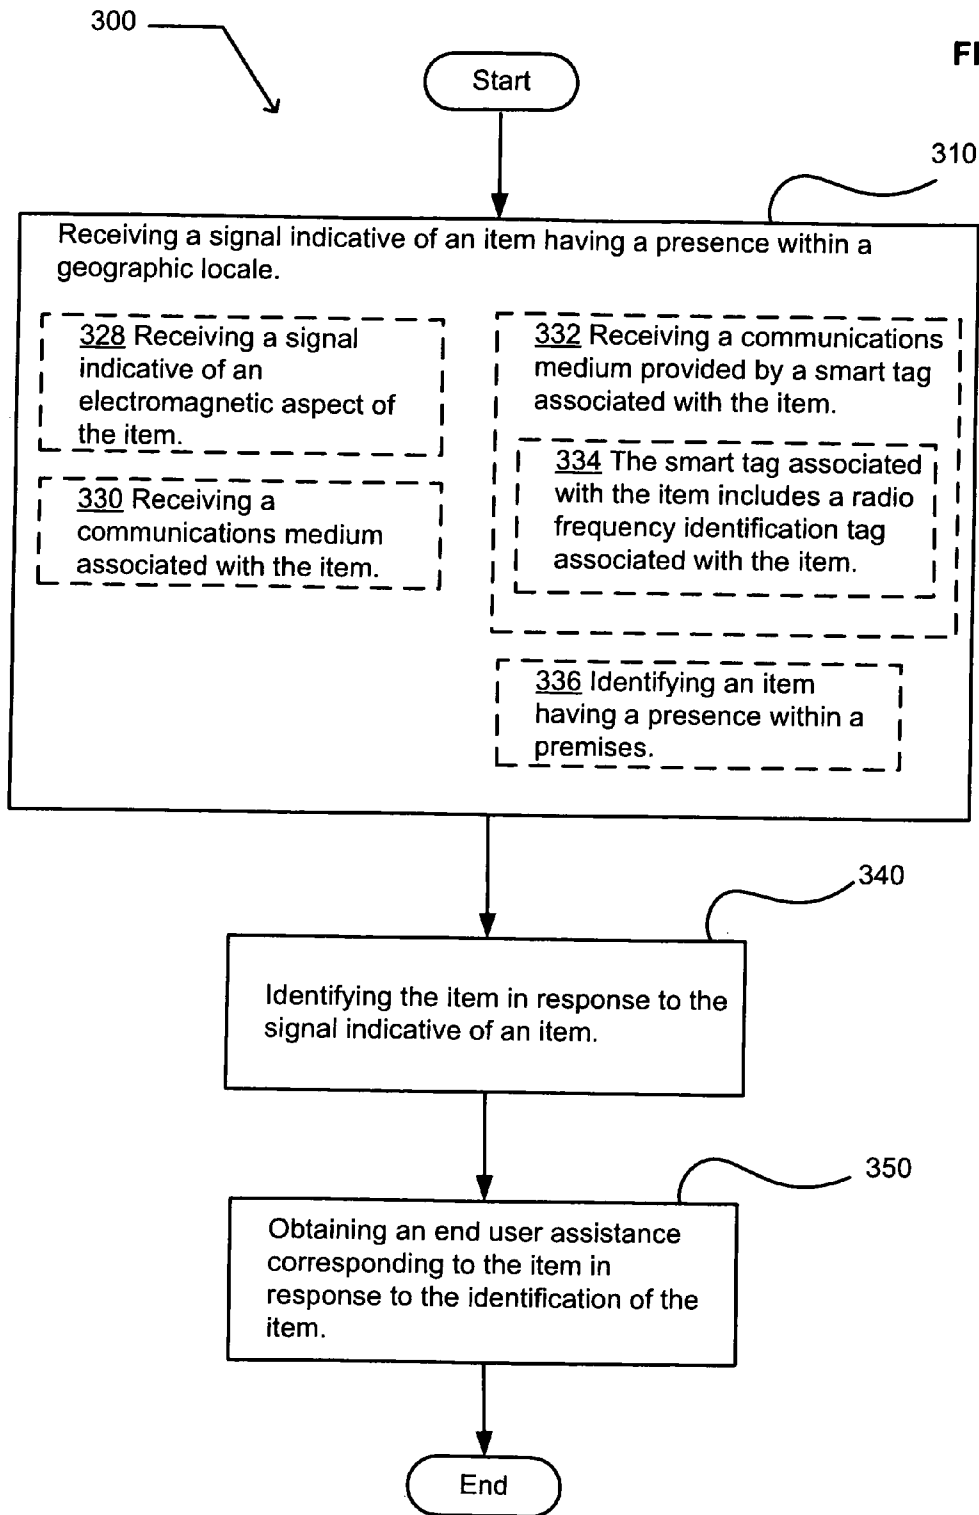 300
Start
FI
310
Receiving a signal indicative of an item having a presence within a
geographic locale.
328 Receiving a signal
indicative of an
electromagnetic aspect of
the item.
330 Receiving a
communications medium
associated with the item.
332 Receiving a communications
medium provided by a smart tag
associated with the item.
334 The smart tag associated
with the item includes a radio
frequency identification tag
associated with the item.
336 Identifying an item
having a presence within a
premises.
340
Identifying the item in response to the
signal indicative of an item.
350
Obtaining an end user assistance
corresponding to the item in
response to the identification of the
item.
End